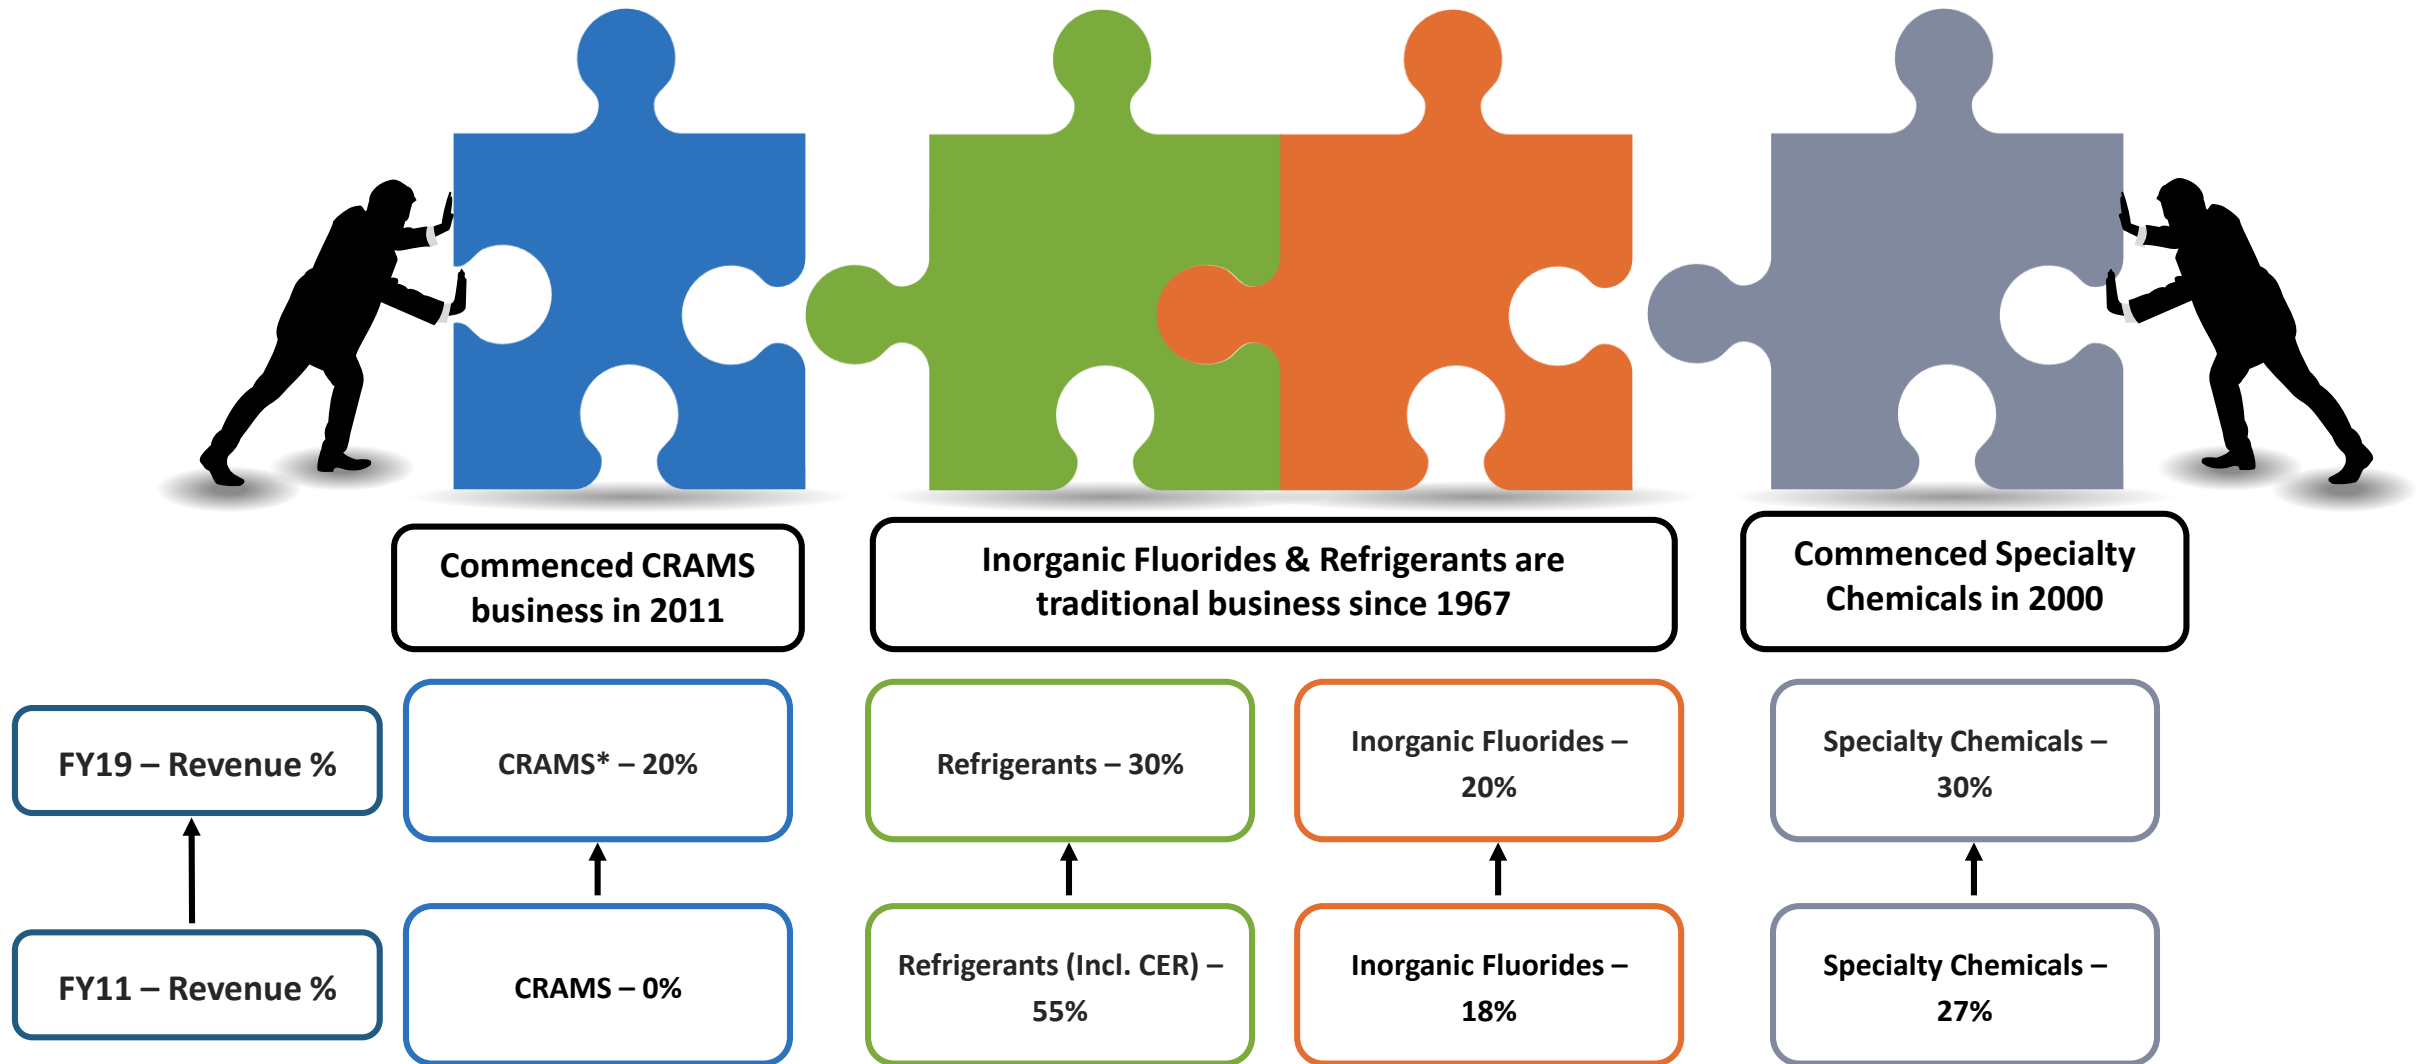 Commenced CRAMS
business in 2011
Inorganic Fluorides & Refrigerants are
traditional business since 1967
Commenced Specialty
Chemicals in 2000
FY19 – Revenue %
CRAMS* – 20%
Refrigerants – 30%
Inorganic Fluorides –
20%
Specialty Chemicals –
30%
FY11 – Revenue %
CRAMS – 0%
Refrigerants (Incl. CER) –
55%
Inorganic Fluorides –
18%
Specialty Chemicals –
27%